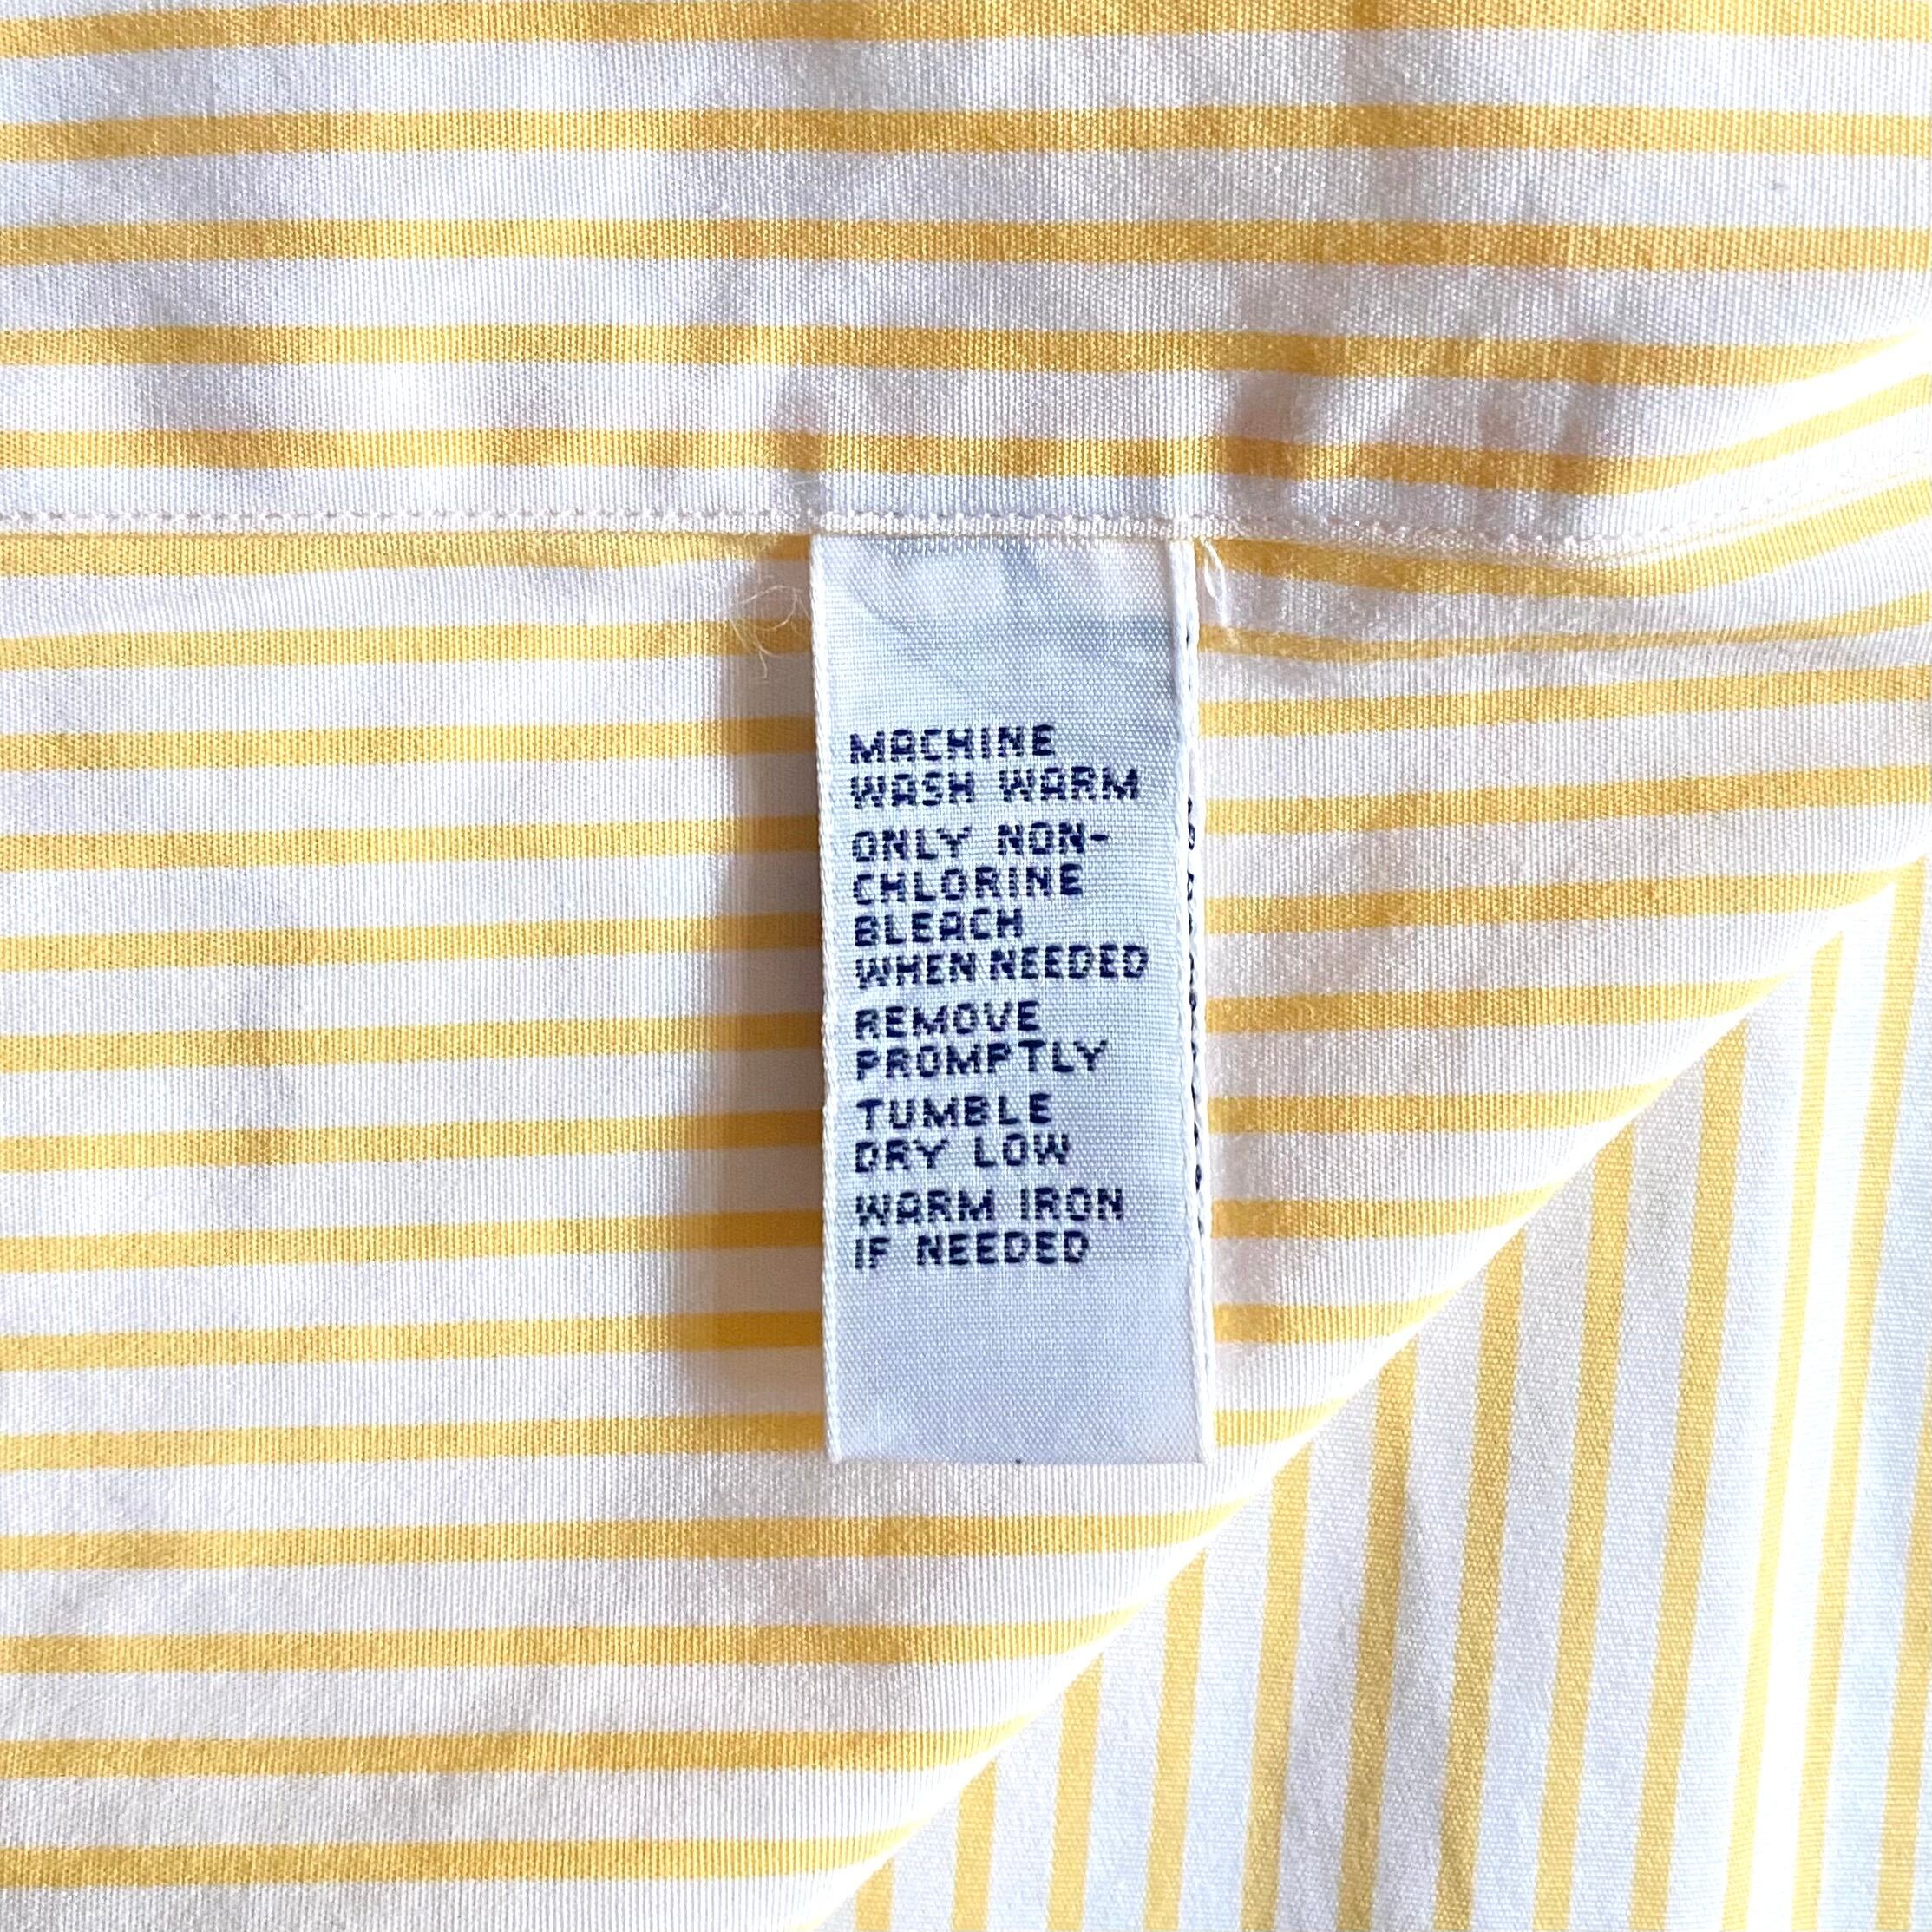 MACHINE
WASH WARM
ONLY NON-
CHLORINE
BLEACH
WHEN NEEDED
REMOVE
PROMPTLY
TUMBLE
DRY LOW
WARM IRON
IF NEEDED